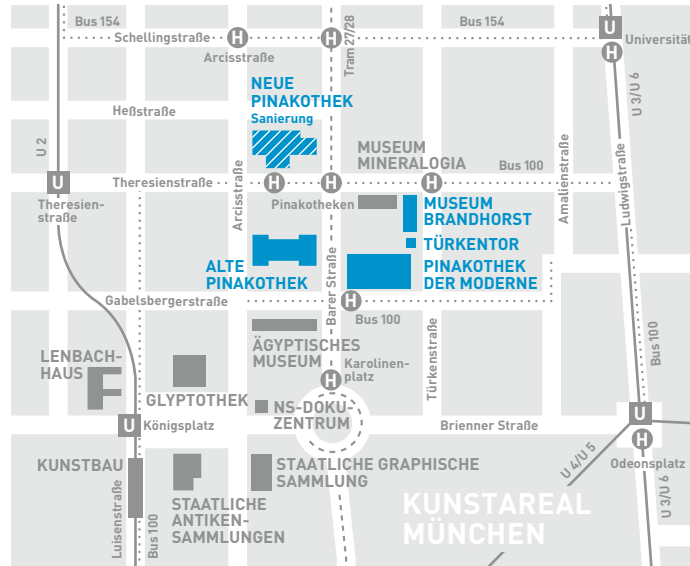 Bus 154
Bus 154
U
Schellingstraße
H
H
Universität
H
Arcisstraße
Tram 27/28
NEUE
PINAKOTHEK
Sanierung
U 3/U 6
Heßstraße
U 2
MUSEUM
MINERALOGIA
Bus 100
Amalienstraße
Ludwigstraße
U
Theresienstraße
H
H
H
Theresien-
straße
Arcisstraße
Pinakotheken
MUSEUM
BRANDHORST
TÜRKENTOR
ALTE
PINAKOTHEK
Barer Straße
PINAKOTHEK
DER MODERNE
Gabelsbergerstraße
H
Bus 100
Türkenstraße
Bus 100
ÄGYPTISCHES
MUSEUM
LENBACH-
HAUS
Karolinen-
platz
H
GLYPTOTHEK
NS-DOKU-
ZENTRUM
U
Königsplatz
Brienner Straße
U
H
Odeonsplatz
U 4/U 5
KUNSTBAU
STAATLICHE GRAPHISCHE
SAMMLUNG
Luisenstraße
Bus 100
STAATLICHE
ANTIKEN-
SAMMLUNGEN
KUNSTAREAL
MÜNCHEN
U 3/U 6